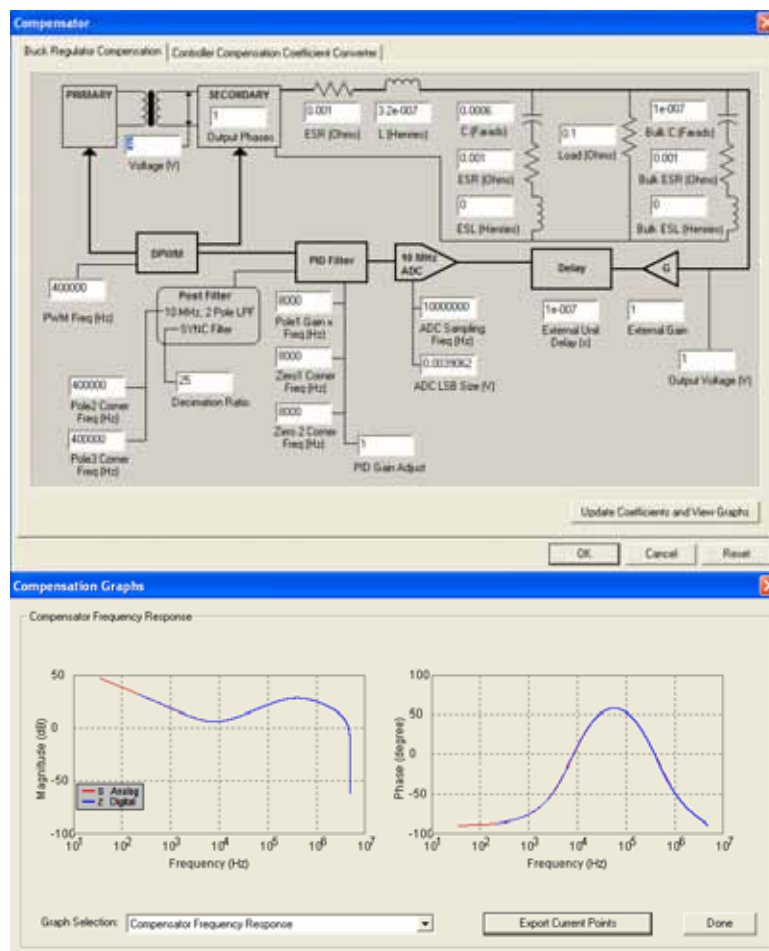 Compensator
Buck Regulator Compensation
Controller Compensation Coefficient Converter
PRIMARY
SECONDARY
1
Output Phases
Voltage (V)
0.001
ESR (Ohms)
3.2e-007
L (Henries)
0.0006
C (Farads)
0.001
ESR (Ohms)
0
ESL (Henries)
0.1
Load (Ohms)
1e-007
Bulk C (Farads)
0.001
Bulk ESR (Ohms)
0
Bulk ESL (Henries)
DPWM
PID Filter
10 MHz
ADC
Delay
G
400000
PWM Freq (Hz)
Post Filter
10 MHz, 2 Pole LPF
SYNC Filter
8000
Pole1 Gain x
Freq (Hz)
10000000
ADC Sampling
Freq (Hz)
1e-007
External Unit
Delay (s)
1
External Gain
8000
Zero1 Corner
Freq (Hz)
0.0039062
ADC LSB Size (V)
1
Output Voltage (V)
400000
Pole2 Corner
Freq (Hz)
25
Decimation Ratio
8000
Zero 2 Corner
Freq (Hz)
400000
Pole3 Corner
Freq (Hz)
1
PID Gain Adjust
Update Coefficients and View Graphs
OK
Cancel
Reset
Compensation Graphs
Compensator Frequency Response
50
0
-50
-100
Magnitude (dB)
S Analog
Z Digital
10^1 10^2 10^3 10^4 10^5 10^6 10^7
Frequency (Hz)
100
50
0
-50
-100
Phase (degree)
10^1 10^2 10^3 10^4 10^5 10^6 10^7
Frequency (Hz)
Graph Selection:
Compensator Frequency Response
Export Current Points
Done